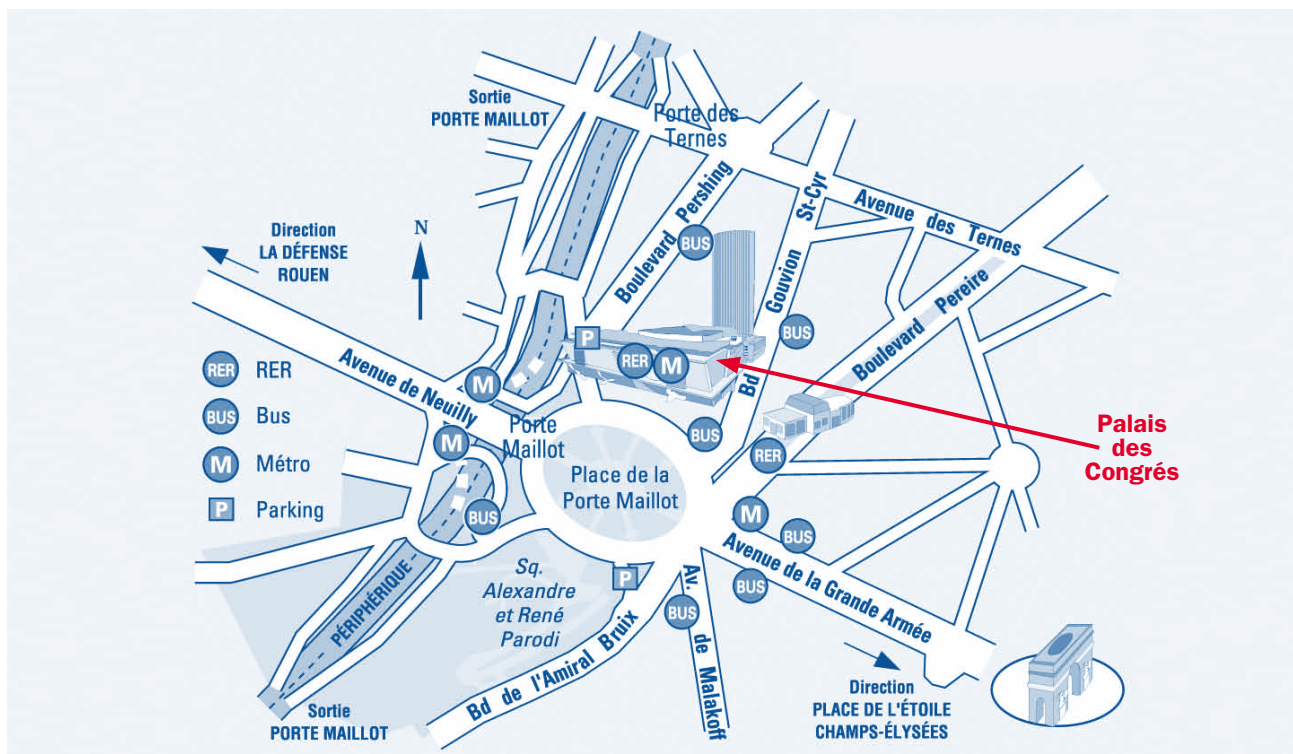 Sortie
PORTE MAILLOT
Porte des
Ternes
Boulevard Pershing
St-Cyr
Gouvion
Bd
Avenue des Ternes
Boulevard Pereire
Direction
LA DÉFENSE
ROUEN
N
BUS
BUS
P
RER
M
Avenue de Neuilly
M
M
RER RER
BUS Bus
M Métro
P Parking
Porte
Maillot
Place de la
Porte Maillot
BUS
RER
Palais
des
Congrés
BUS
M
BUS
BUS
Avenue de la Grande Armée
Sq.
Alexandre
et René
Parodi
P
BUS
Av. de Malakoff
PÉRIPHÉRIQUE
Bd de l'Amiral Bruix
Sortie
PORTE MAILLOT
Direction
PLACE DE L'ÉTOILE
CHAMPS-ÉLYSÉES